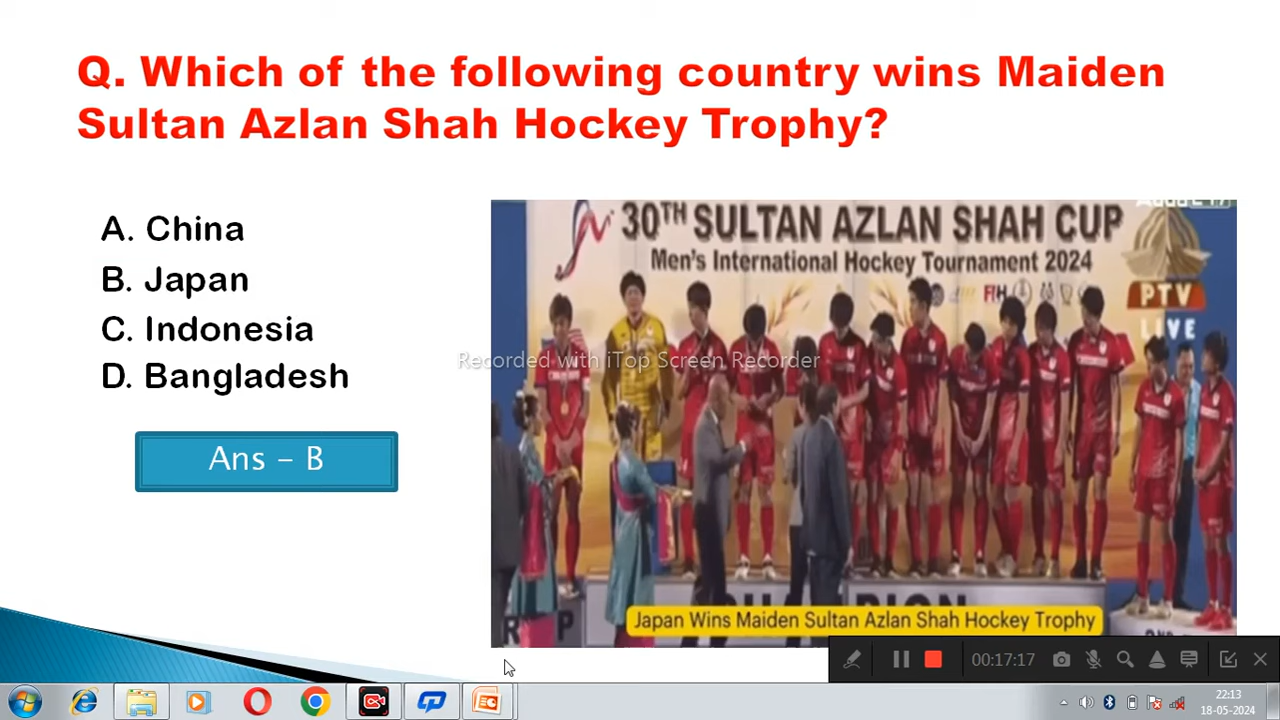 Q. Which of the following country wins Maiden
Sultan Azlan Shah Hockey Trophy?
A. China
B. Japan
C. Indonesia
D. Bangladesh
Ans – B
30TH SULTAN AZLAN SHAH CUP
Men's International Hockey Tournament 2024
FIH
PTV
LIVE
Recorded with iTop Screen Recorder
Japan Wins Maiden Sultan Azlan Shah Hockey Trophy
00:17:17
22:13
18-05-2024